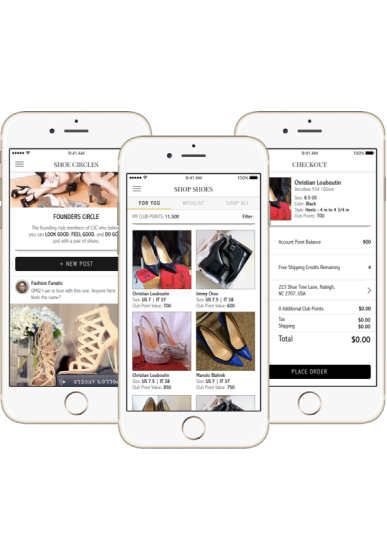 9:41 AM
SHOE CIRCLES
FOUNDERS CIRCLE
The founding club members of LSC who belie
you can LOOK GOOD. FEEL GOOD. and DO GO
just with a pair of shoes.
+ NEW POST
Fashion Fanatic
OMG! I am in love with this one. Anyone here
feels the same?
9:41 AM 100%
SHOP SHOES
FOR YOU WISHLIST SHOP ALL
MY CLUB POINTS: 11,300 Filter
Christian Louboutin
Size: US 7 | IT 37
Club Point Value: 700
Jimmy Choo
Size: US 7.5 | IT 38
Club Point Value: 600
Christian Louboutin
Size: US 7.5 | IT 38
Club Point Value: 850
Manolo Blahnik
Size: US 7 | IT 37
Club Point Value: 750
9:41 AM 100%
CHECKOUT
Christian Louboutin
Decollete 554 100mm
Size: 8.5 US
Color: Black
Style: Heels - 4 in to 4 3/4 in
Club Points: 700
Account Point Balance 900
Free Shipping Credits Remaining 4
223 Shoe Tree Lane, Raleigh,
NC 2707, USA
0 Additional Club Points $0.00
Tax $0.00
Shipping $0.00
Total $0.00
PLACE ORDER